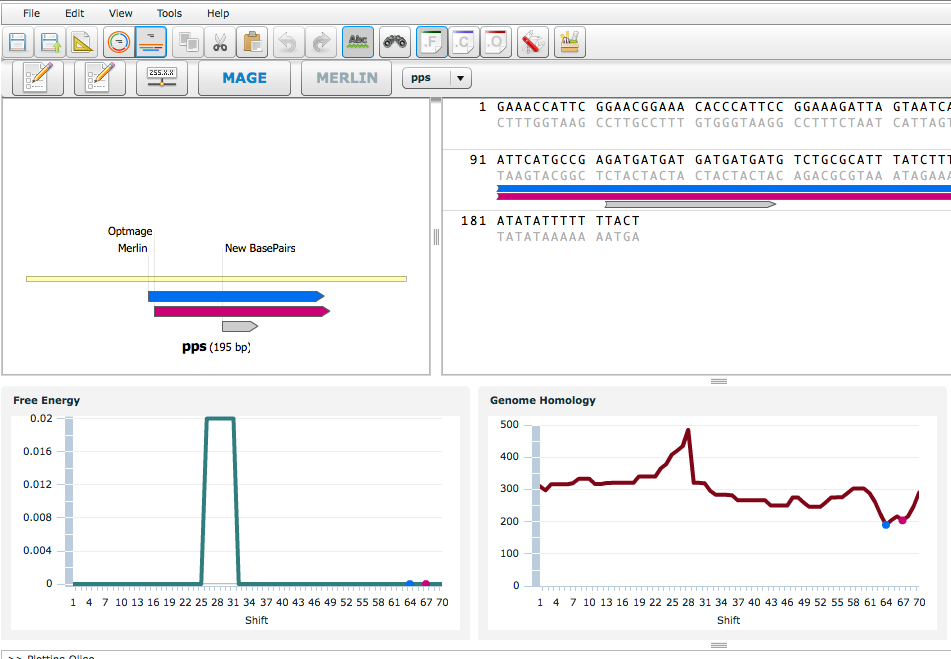 File Edit View Tools Help
Abc .F .C .O
255.X.X MAGE MERLIN pps
1 GAAACCATTC GGAACGGAAA CACCCATTCC GGAAAGATTA GTAATCA
CTTTGGTAAG CCTTGCCTTT GTGGGTAAGG CCTTTCTAAT CATTAGT
91 ATTCATGCCG AGATGATGAT GATGATGATG TCTGCGCATT TATCTTT
TAAGTACGGC TCTACTACTA CTACTACTAC AGACGCGTAA ATAGAAA
181 ATATATTTTT TTACT
TATATAAAAA AATGA
Optmage
Merlin New BasePairs
pps (195 bp)
Free Energy
0.02
0.016
0.012
0.008
0.004
0
1 4 7 10 13 16 19 22 25 28 31 34 37 40 43 46 49 52 55 58 61 64 67 70
Shift
Genome Homology
500
400
300
200
100
0
1 4 7 10 13 16 19 22 25 28 31 34 37 40 43 46 49 52 55 58 61 64 67 70
Shift
>> Plotting Oligo